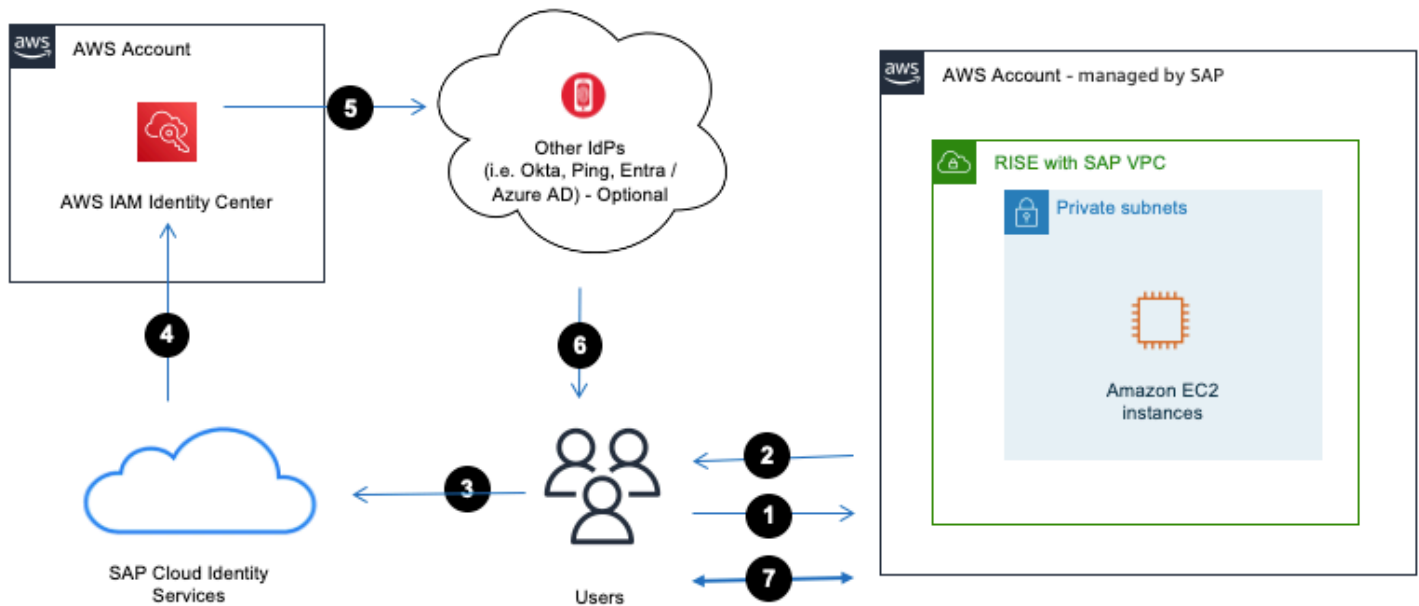 aws
AWS Account
AWS IAM Identity Center
5
Other IdPs
(i.e. Okta, Ping, Entra /
Azure AD) - Optional
aws
AWS Account - managed by SAP
RISE with SAP VPC
Private subnets
Amazon EC2
instances
4
6
2
3
1
7
SAP Cloud Identity
Services
Users